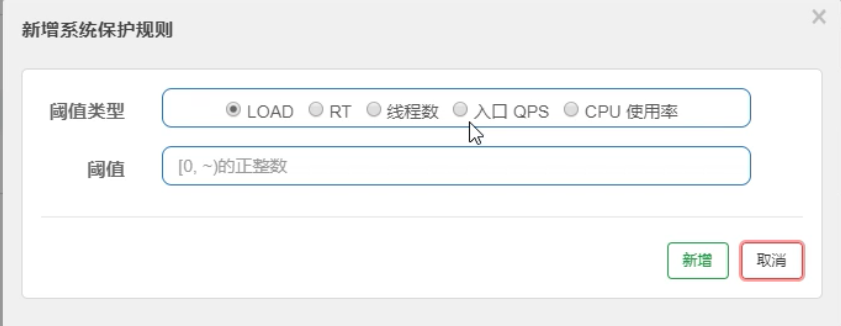 新增系统保护规则
×
阈值类型 LOAD RT 线程数 入口 QPS CPU 使用率
阈值 [0, ~)的正整数
新增 取消